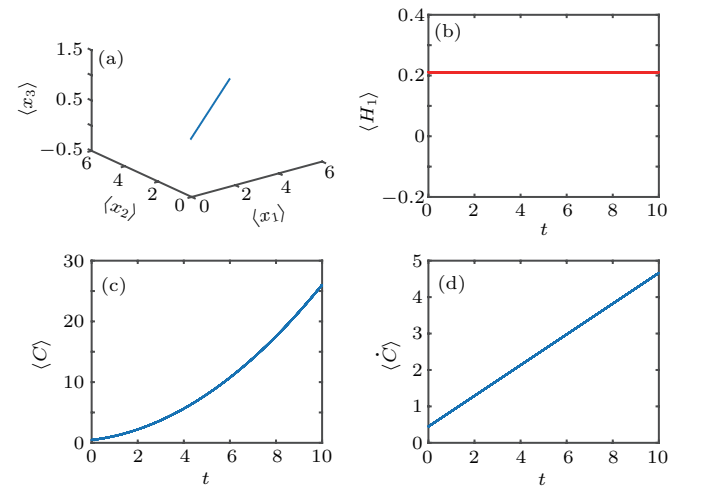 (a)
1.5
0.5
−0.5
⟨x₃⟩
6
4
2
0
⟨x₂⟩
0
2
4
6
⟨x₁⟩
(b)
0.4
0.2
0
−0.2
⟨H₁⟩
0 2 4 6 8 10
t
(c)
30
20
10
0
⟨C⟩
0 2 4 6 8 10
t
(d)
5
4
3
2
1
0
⟨Ċ⟩
0 2 4 6 8 10
t